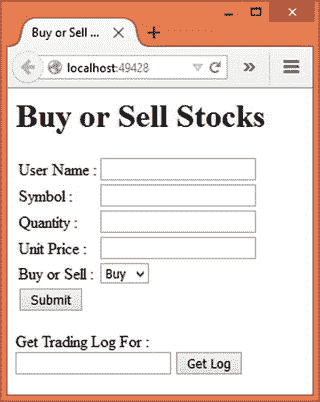 Buy or Sell ...
localhost:49428
Buy or Sell Stocks
User Name :
Symbol :
Quantity :
Unit Price :
Buy or Sell : Buy
Submit
Get Trading Log For :
Get Log